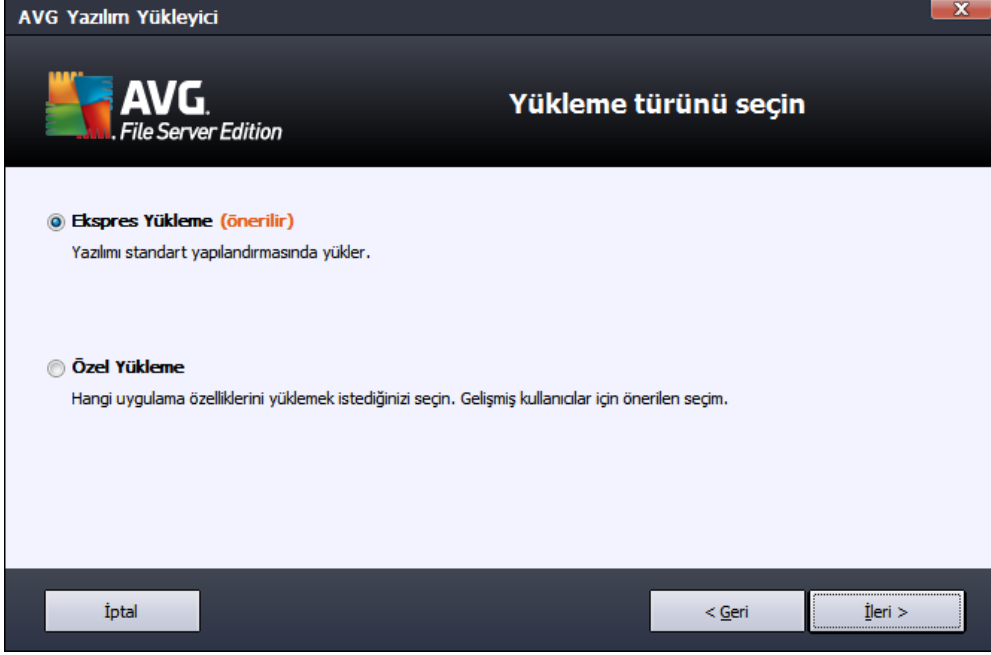 AVG Yazılım Yükleyici
X
AVG.
File Server Edition
Yükleme türünü seçin
Ekspres Yükleme (önerilir)
Yazılımı standart yapılandırmasında yükler.
Özel Yükleme
Hangi uygulama özelliklerini yüklemek istediğinizi seçin. Gelişmiş kullanıcılar için önerilen seçim.
İptal
< Geri
İleri >